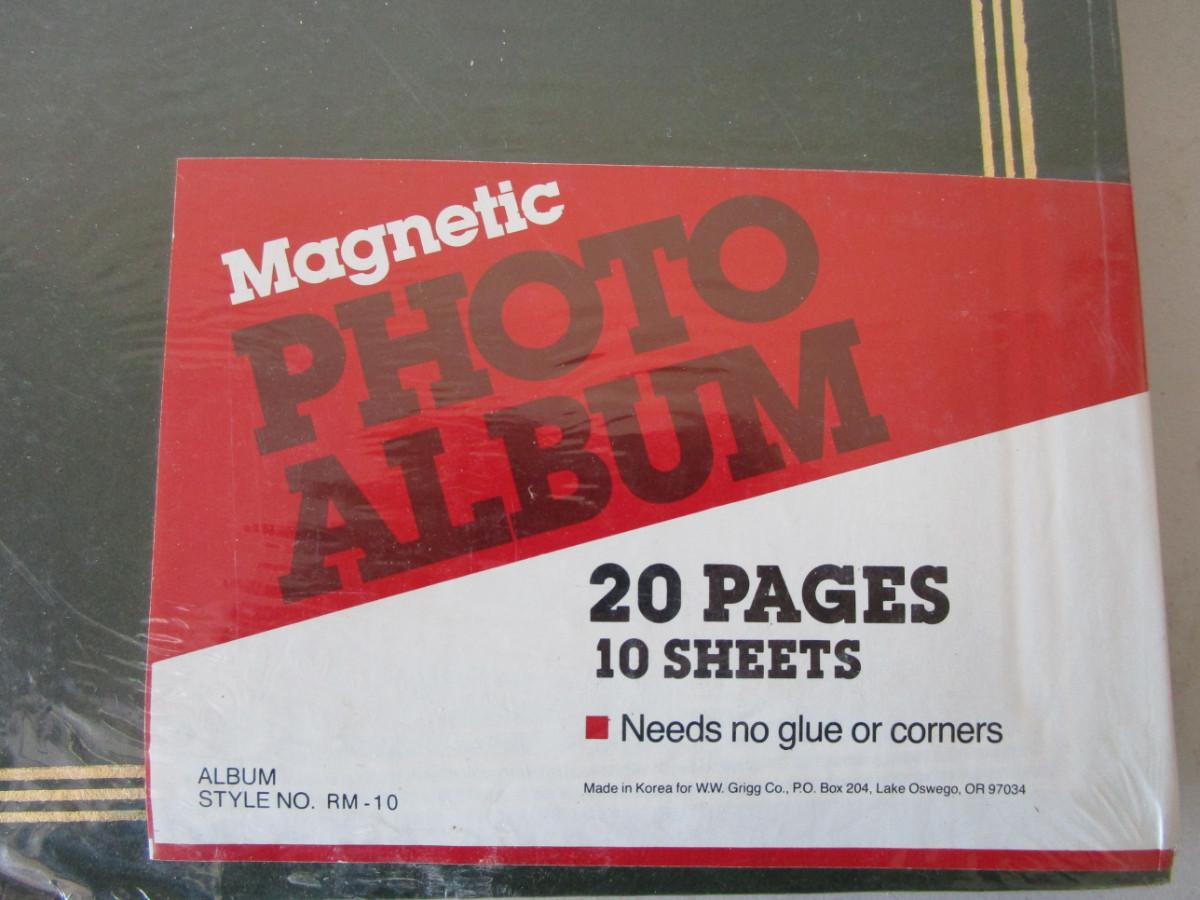 Magnetic
PHOTO
ALBUM
20 PAGES
10 SHEETS
Needs no glue or corners
ALBUM
STYLE NO. RM-10
Made in Korea for W.W. Grigg Co., P.O. Box 204, Lake Oswego, OR 97034